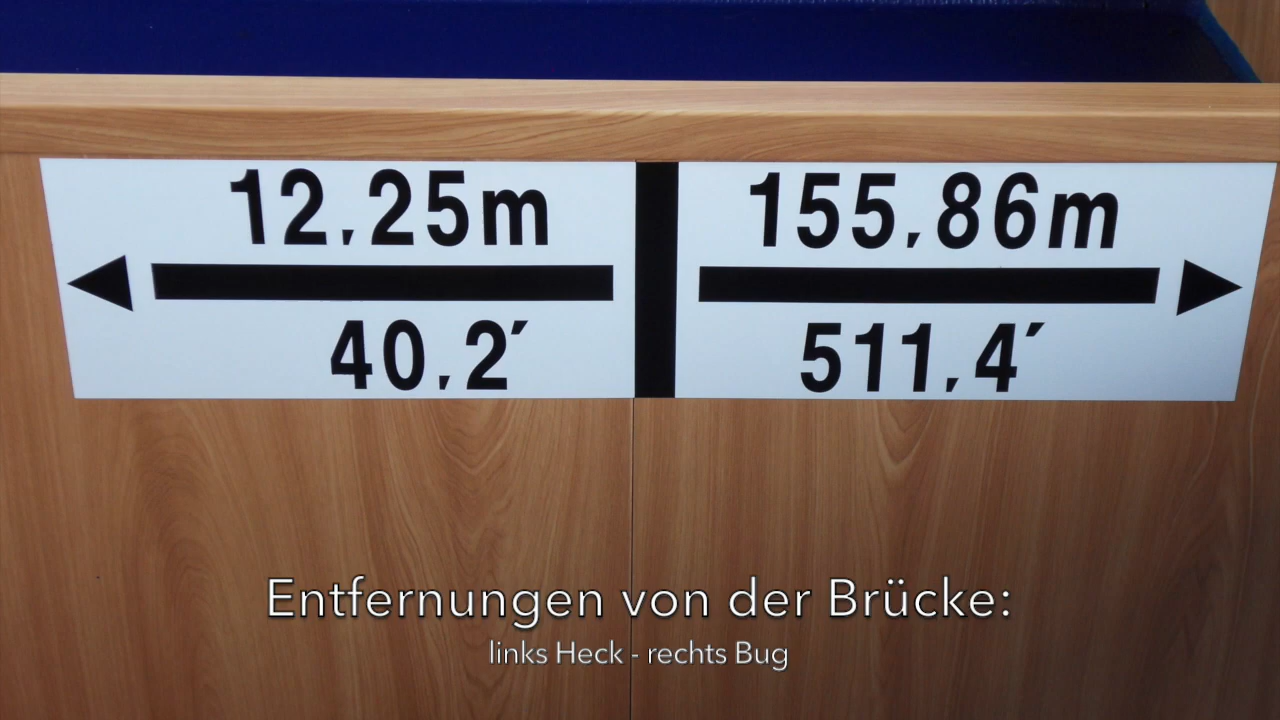 12,25m
155,86m
40,2′
511,4′
Entfernungen von der Brücke:
links Heck - rechts Bug